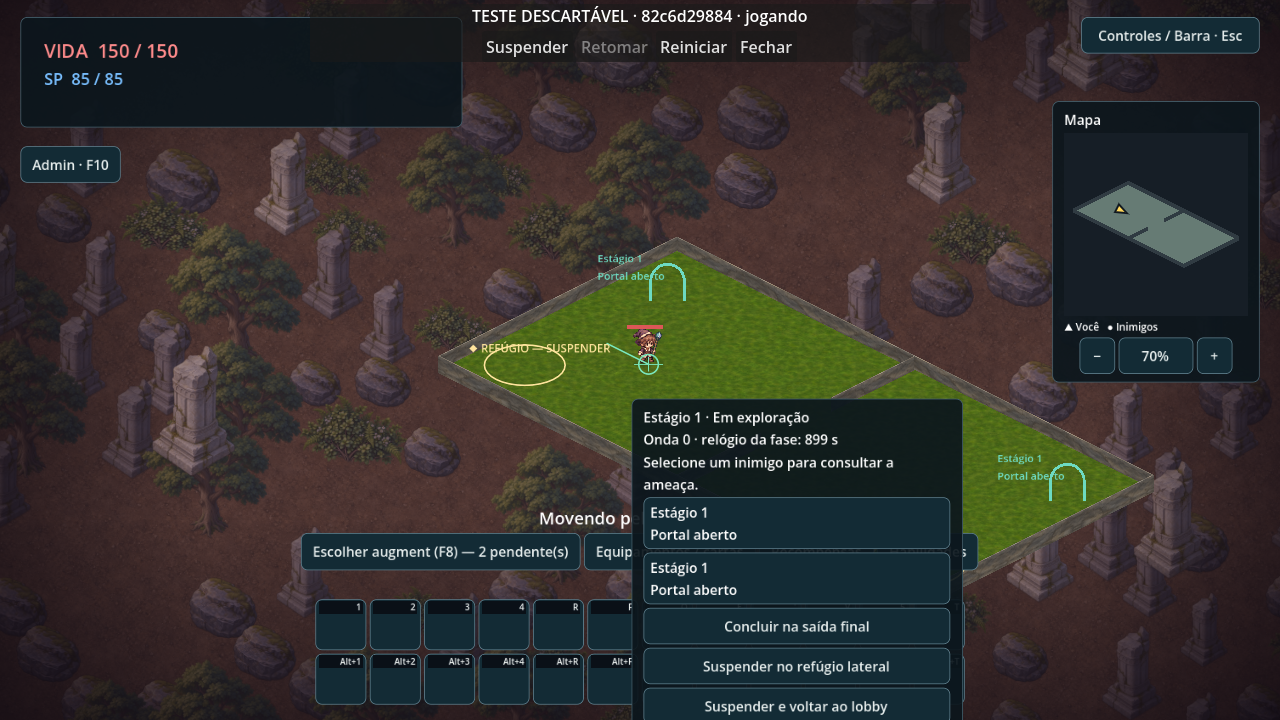 TESTE DESCARTÁVEL · 82c6d29884 · jogando
Suspender Retomar Reiniciar Fechar
VIDA 150 / 150
SP 85 / 85
Controles / Barra · Esc
Admin · F10
Mapa
▲ Você ● Inimigos
− 70% +
Estágio 1
Portal aberto
◆ REFÚGIO — SUSPENDER
Estágio 1
Portal aberto
Estágio 1 · Em exploração
Onda 0 · relógio da fase: 899 s
Selecione um inimigo para consultar a
ameaça.
Estágio 1
Portal aberto
Estágio 1
Portal aberto
Concluir na saída final
Suspender no refúgio lateral
Suspender e voltar ao lobby
Movendo
Escolher augment (F8) — 2 pendente(s)
1 2 3 4 R
Alt+1 Alt+2 Alt+3 Alt+4 Alt+R